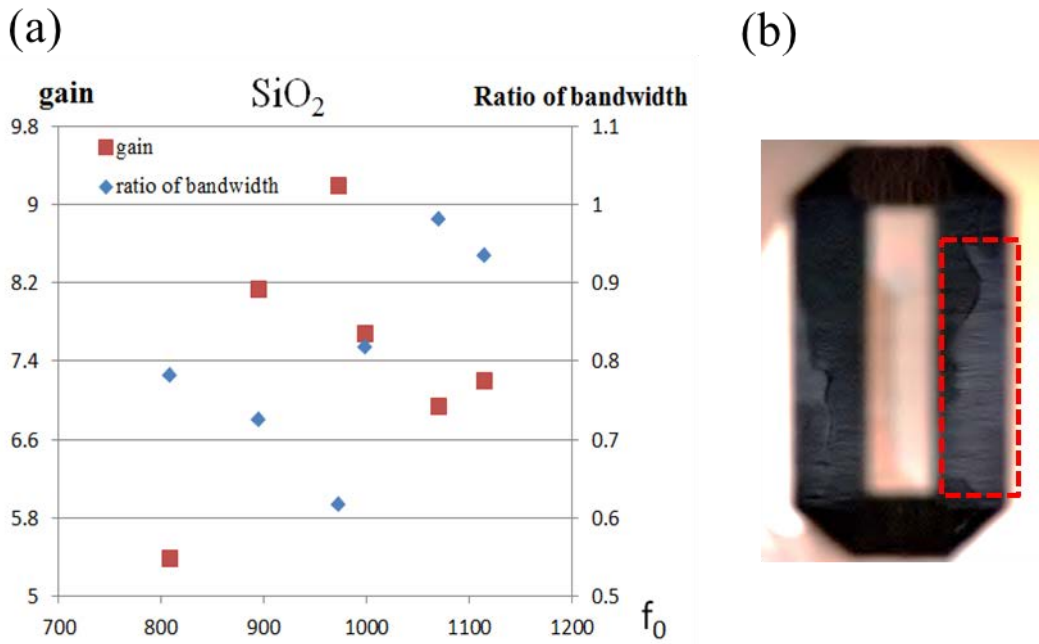 (a)
(b)
gain
SiO₂
Ratio of bandwidth
9.8
9
8.2
7.4
6.6
5.8
5
gain
ratio of bandwidth
1.1
1
0.9
0.8
0.7
0.6
0.5
700
800
900
1000
1100
1200
f₀